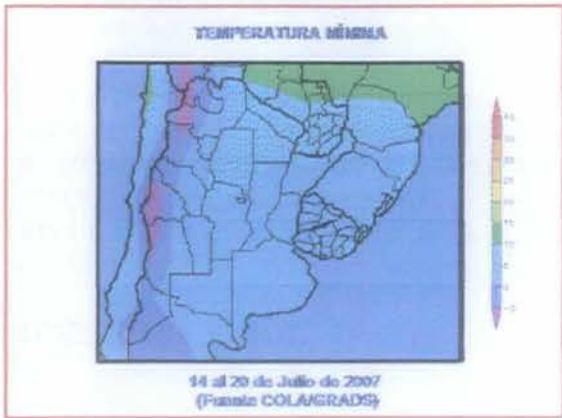 TEMPERATURA MÍNIMA
14 al 20 de Julio de 2007
(Fuente COLA/GRADS)